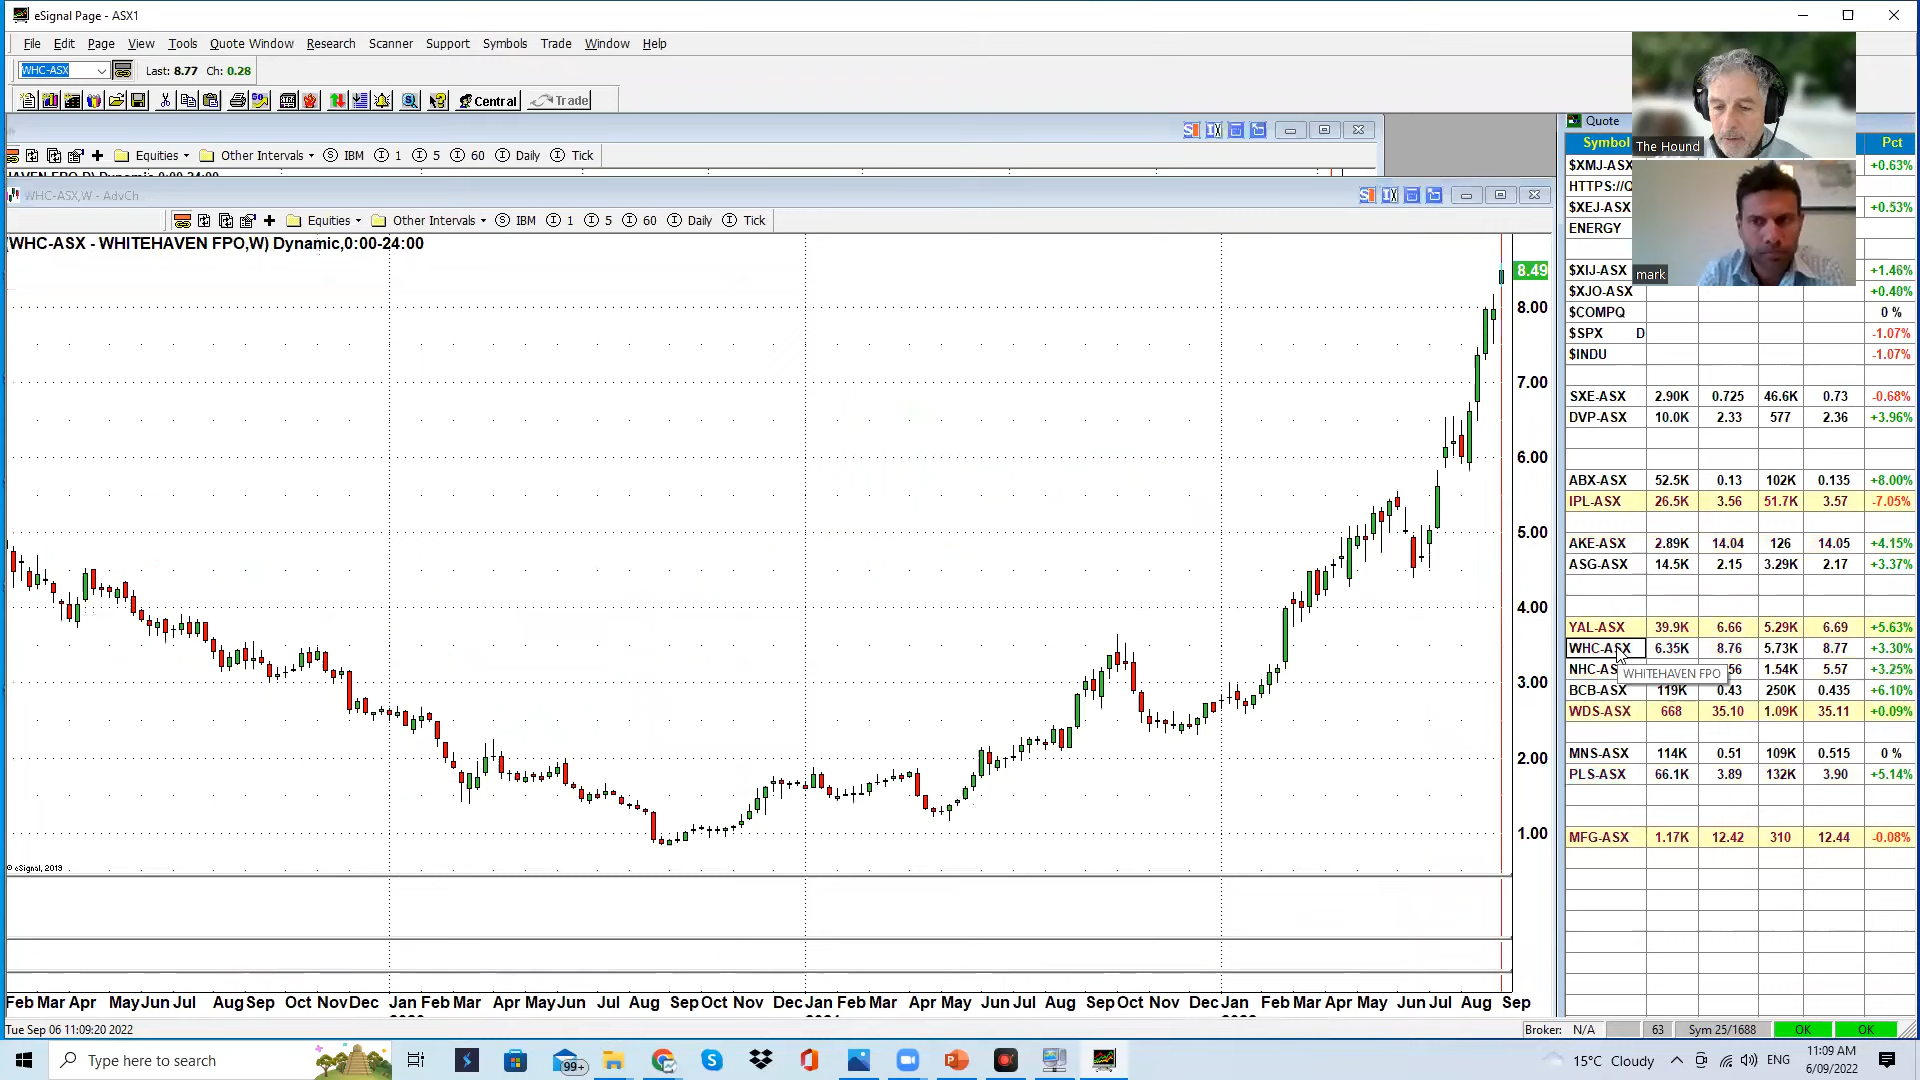 eSignal Page - ASX1
File Edit Page View Tools Quote Window Research Scanner Support Symbols Trade Window Help
WHC-ASX Last: 8.77 Ch: 0.28
Central Trade
Equities Other Intervals IBM 1 5 60 Daily Tick
WHC-ASX,W - AdvCh
Equities Other Intervals IBM 1 5 60 Daily Tick
(WHC-ASX - WHITEHAVEN FPO,W) Dynamic,0:00-24:00
8.49
8.00
7.00
6.00
5.00
4.00
3.00
2.00
1.00
© eSignal, 2019
Feb Mar Apr May Jun Jul Aug Sep Oct Nov Dec Jan Feb Mar Apr May Jun Jul Aug Sep Oct Nov Dec Jan Feb Mar Apr May Jun Jul Aug Sep Oct Nov Dec Jan Feb Mar Apr May Jun Jul Aug Sep
The Hound
mark
Quote
Symbol Pct
$XMJ-ASX +0.63%
HTTPS://Q
$XEJ-ASX +0.53%
ENERGY
$XIJ-ASX +1.46%
$XJO-ASX +0.40%
$COMPQ 0 %
$SPX D -1.07%
$INDU -1.07%
SXE-ASX 2.90K 0.725 46.6K 0.73 -0.68%
DVP-ASX 10.0K 2.33 577 2.36 +3.96%
ABX-ASX 52.5K 0.13 102K 0.135 +8.00%
IPL-ASX 26.5K 3.56 51.7K 3.57 -7.05%
AKE-ASX 2.89K 14.04 126 14.05 +4.15%
ASG-ASX 14.5K 2.15 3.29K 2.17 +3.37%
YAL-ASX 39.9K 6.66 5.29K 6.69 +5.63%
WHC-ASX 6.35K 8.76 5.73K 8.77 +3.30%
NHC-AS 56 1.54K 5.57 +3.25%
WHITEHAVEN FPO
BCB-ASX 119K 0.43 250K 0.435 +6.10%
WDS-ASX 668 35.10 1.09K 35.11 +0.09%
MNS-ASX 114K 0.51 109K 0.515 0 %
PLS-ASX 66.1K 3.89 132K 3.90 +5.14%
MFG-ASX 1.17K 12.42 310 12.44 -0.08%
Tue Sep 06 11:09:20 2022
Broker: N/A 63 Sym 25/1688 OK OK
Type here to search
99+
15°C Cloudy ENG
11:09 AM
6/09/2022